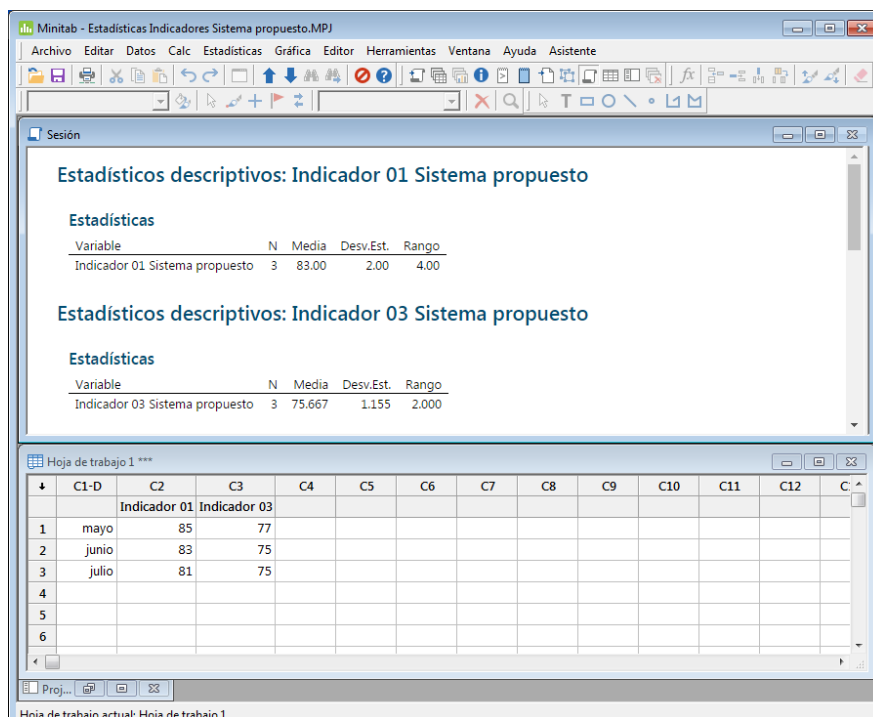 Minitab - Estadísticas Indicadores Sistema propuesto.MPJ
Archivo Editar Datos Calc Estadísticas Gráfica Editor Herramientas Ventana Ayuda Asistente
Sesión
Estadísticos descriptivos: Indicador 01 Sistema propuesto
Estadísticas
Variable N Media Desv.Est. Rango
Indicador 01 Sistema propuesto 3 83.00 2.00 4.00
Estadísticos descriptivos: Indicador 03 Sistema propuesto
Estadísticas
Variable N Media Desv.Est. Rango
Indicador 03 Sistema propuesto 3 75.667 1.155 2.000
Hoja de trabajo 1 ***
C1-D C2 C3 C4 C5 C6 C7 C8 C9 C10 C11 C12
Indicador 01 Indicador 03
1 mayo 85 77
2 junio 83 75
3 julio 81 75
4
5
6
Proj...
Hoja de trabajo actual: Hoja de trabajo 1